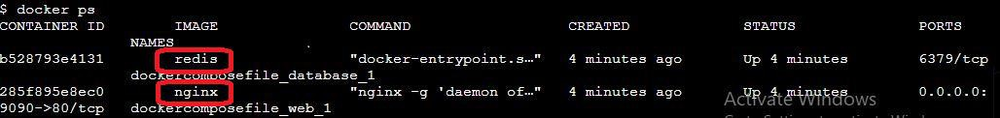 $ docker ps
CONTAINER ID IMAGE COMMAND CREATED STATUS PORTS
NAMES
b528793e4131 redis "docker-entrypoint.s…" 4 minutes ago Up 4 minutes 6379/tcp
dockercomposefile_database_1
285f895e8ec0 nginx "nginx -g 'daemon of…" 4 minutes ago Up 4 minutes 0.0.0.0:
9090->80/tcp dockercomposefile_web_1
Activate Windows